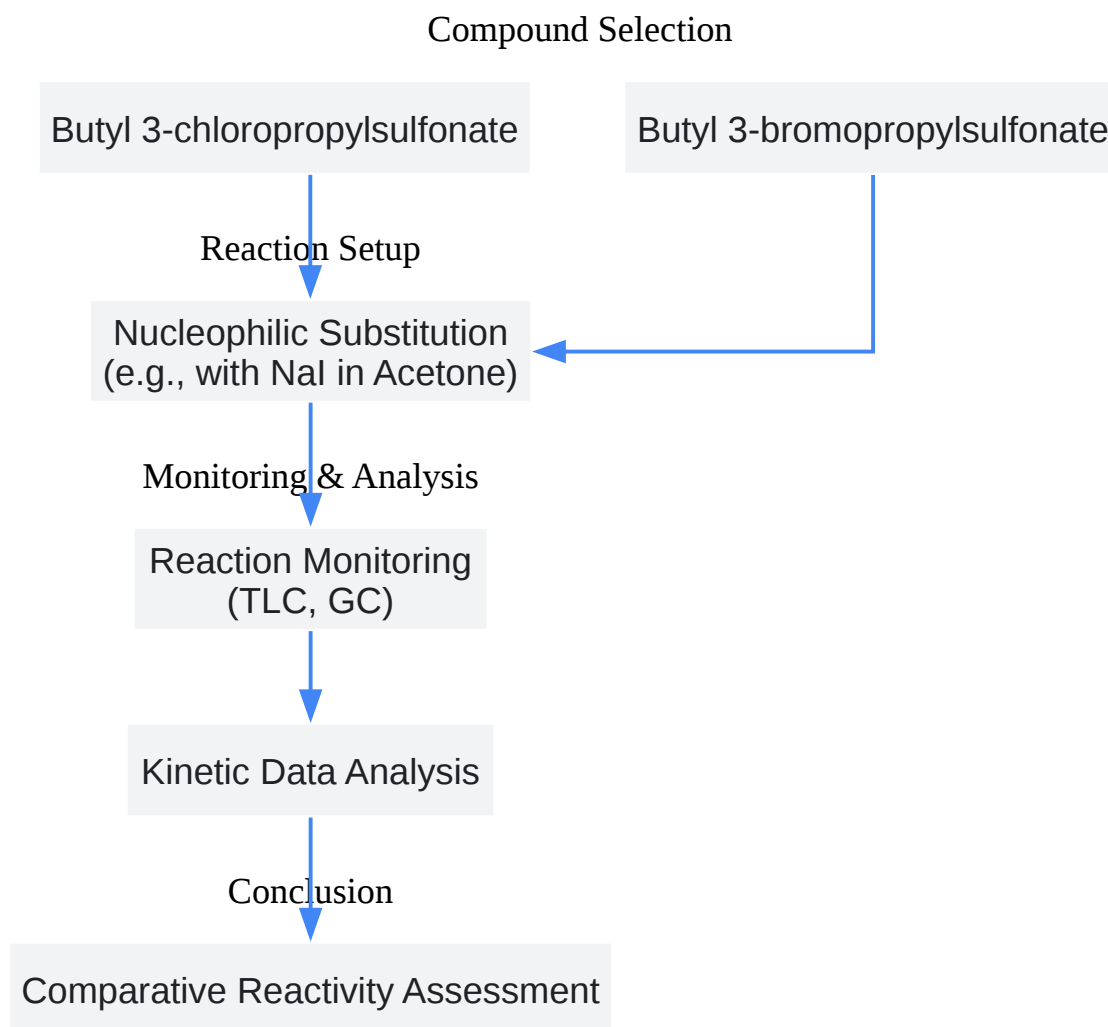 Compound Selection
Butyl 3-chloropropylsulfonate
Butyl 3-bromopropylsulfonate
Reaction Setup
Nucleophilic Substitution
(e.g., with NaI in Acetone)
Monitoring & Analysis
Reaction Monitoring
(TLC, GC)
Kinetic Data Analysis
Conclusion
Comparative Reactivity Assessment